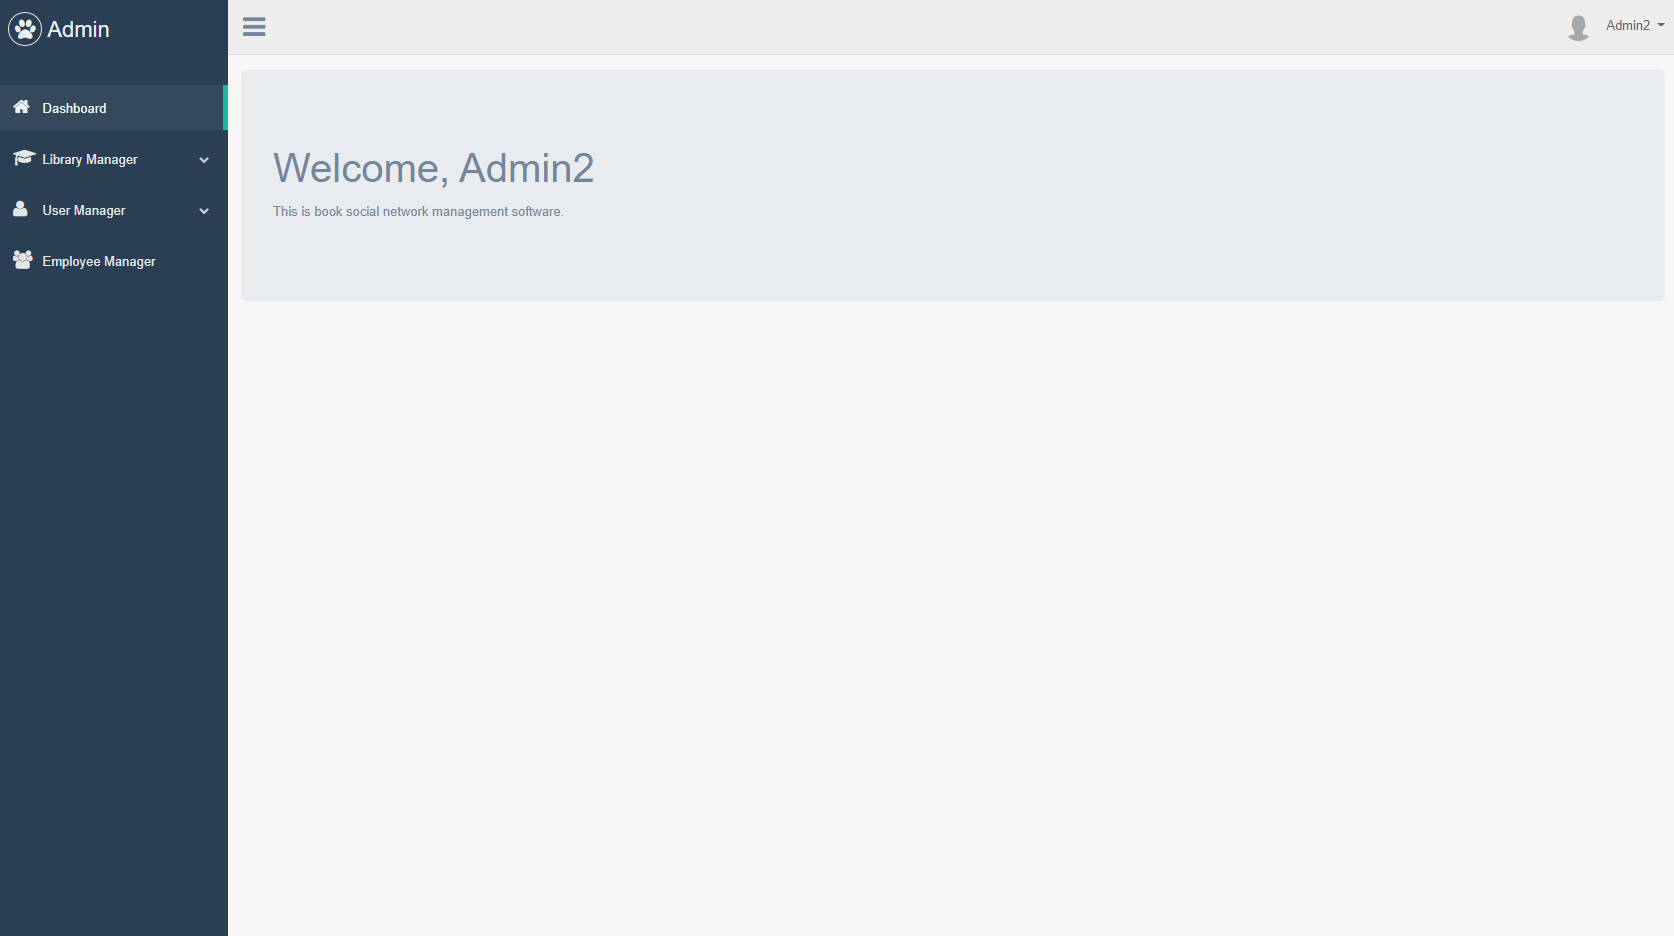 Admin
Admin2
Dashboard
Library Manager
User Manager
Employee Manager
Welcome, Admin2
This is book social network management software.